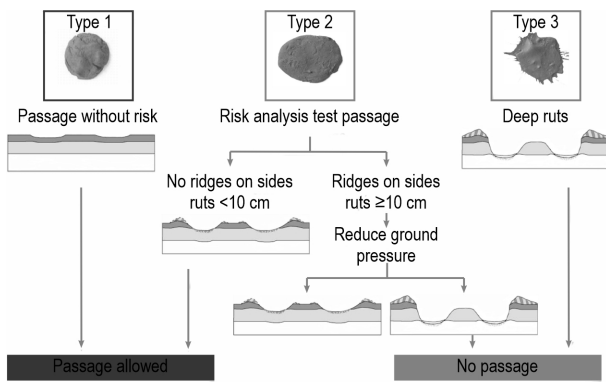 Type 1
Type 2
Type 3
Passage without risk
Risk analysis test passage
Deep ruts
No ridges on sides
ruts <10 cm
Ridges on sides
ruts ≥10 cm
Reduce ground
pressure
Passage allowed
No passage